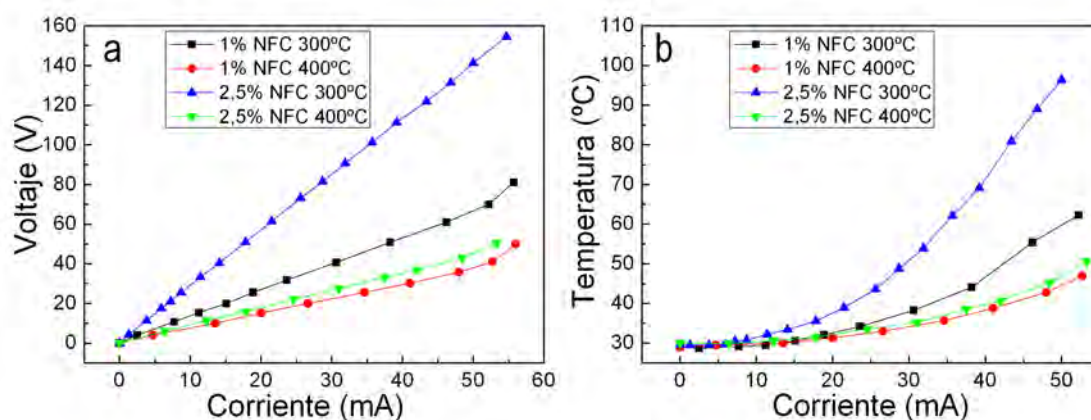 a
1% NFC 300ºC
1% NFC 400ºC
2,5% NFC 300ºC
2,5% NFC 400ºC
Voltaje (V)
160
140
120
100
80
60
40
20
0
0 10 20 30 40 50 60
Corriente (mA)
b
1% NFC 300ºC
1% NFC 400ºC
2,5% NFC 300ºC
2,5% NFC 400ºC
Temperatura (ºC)
110
100
90
80
70
60
50
40
30
0 10 20 30 40 50
Corriente (mA)